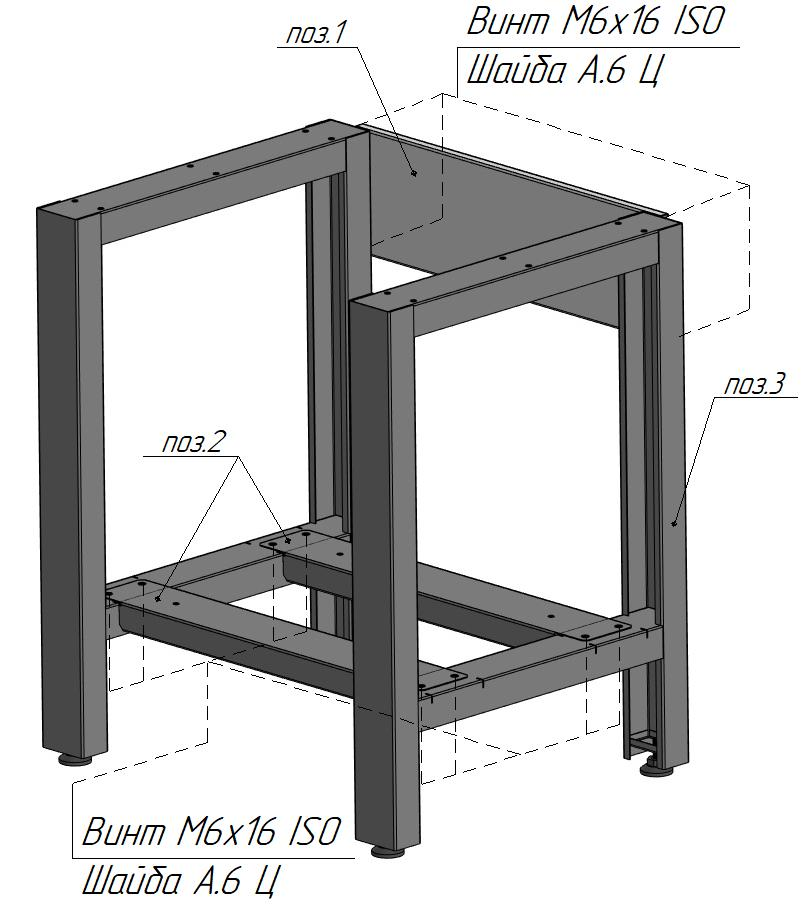 поз.1
Винт М6х16 ISO
Шайба А.6 Ц
поз.3
поз.2
Винт М6х16 ISO
Шайба А.6 Ц